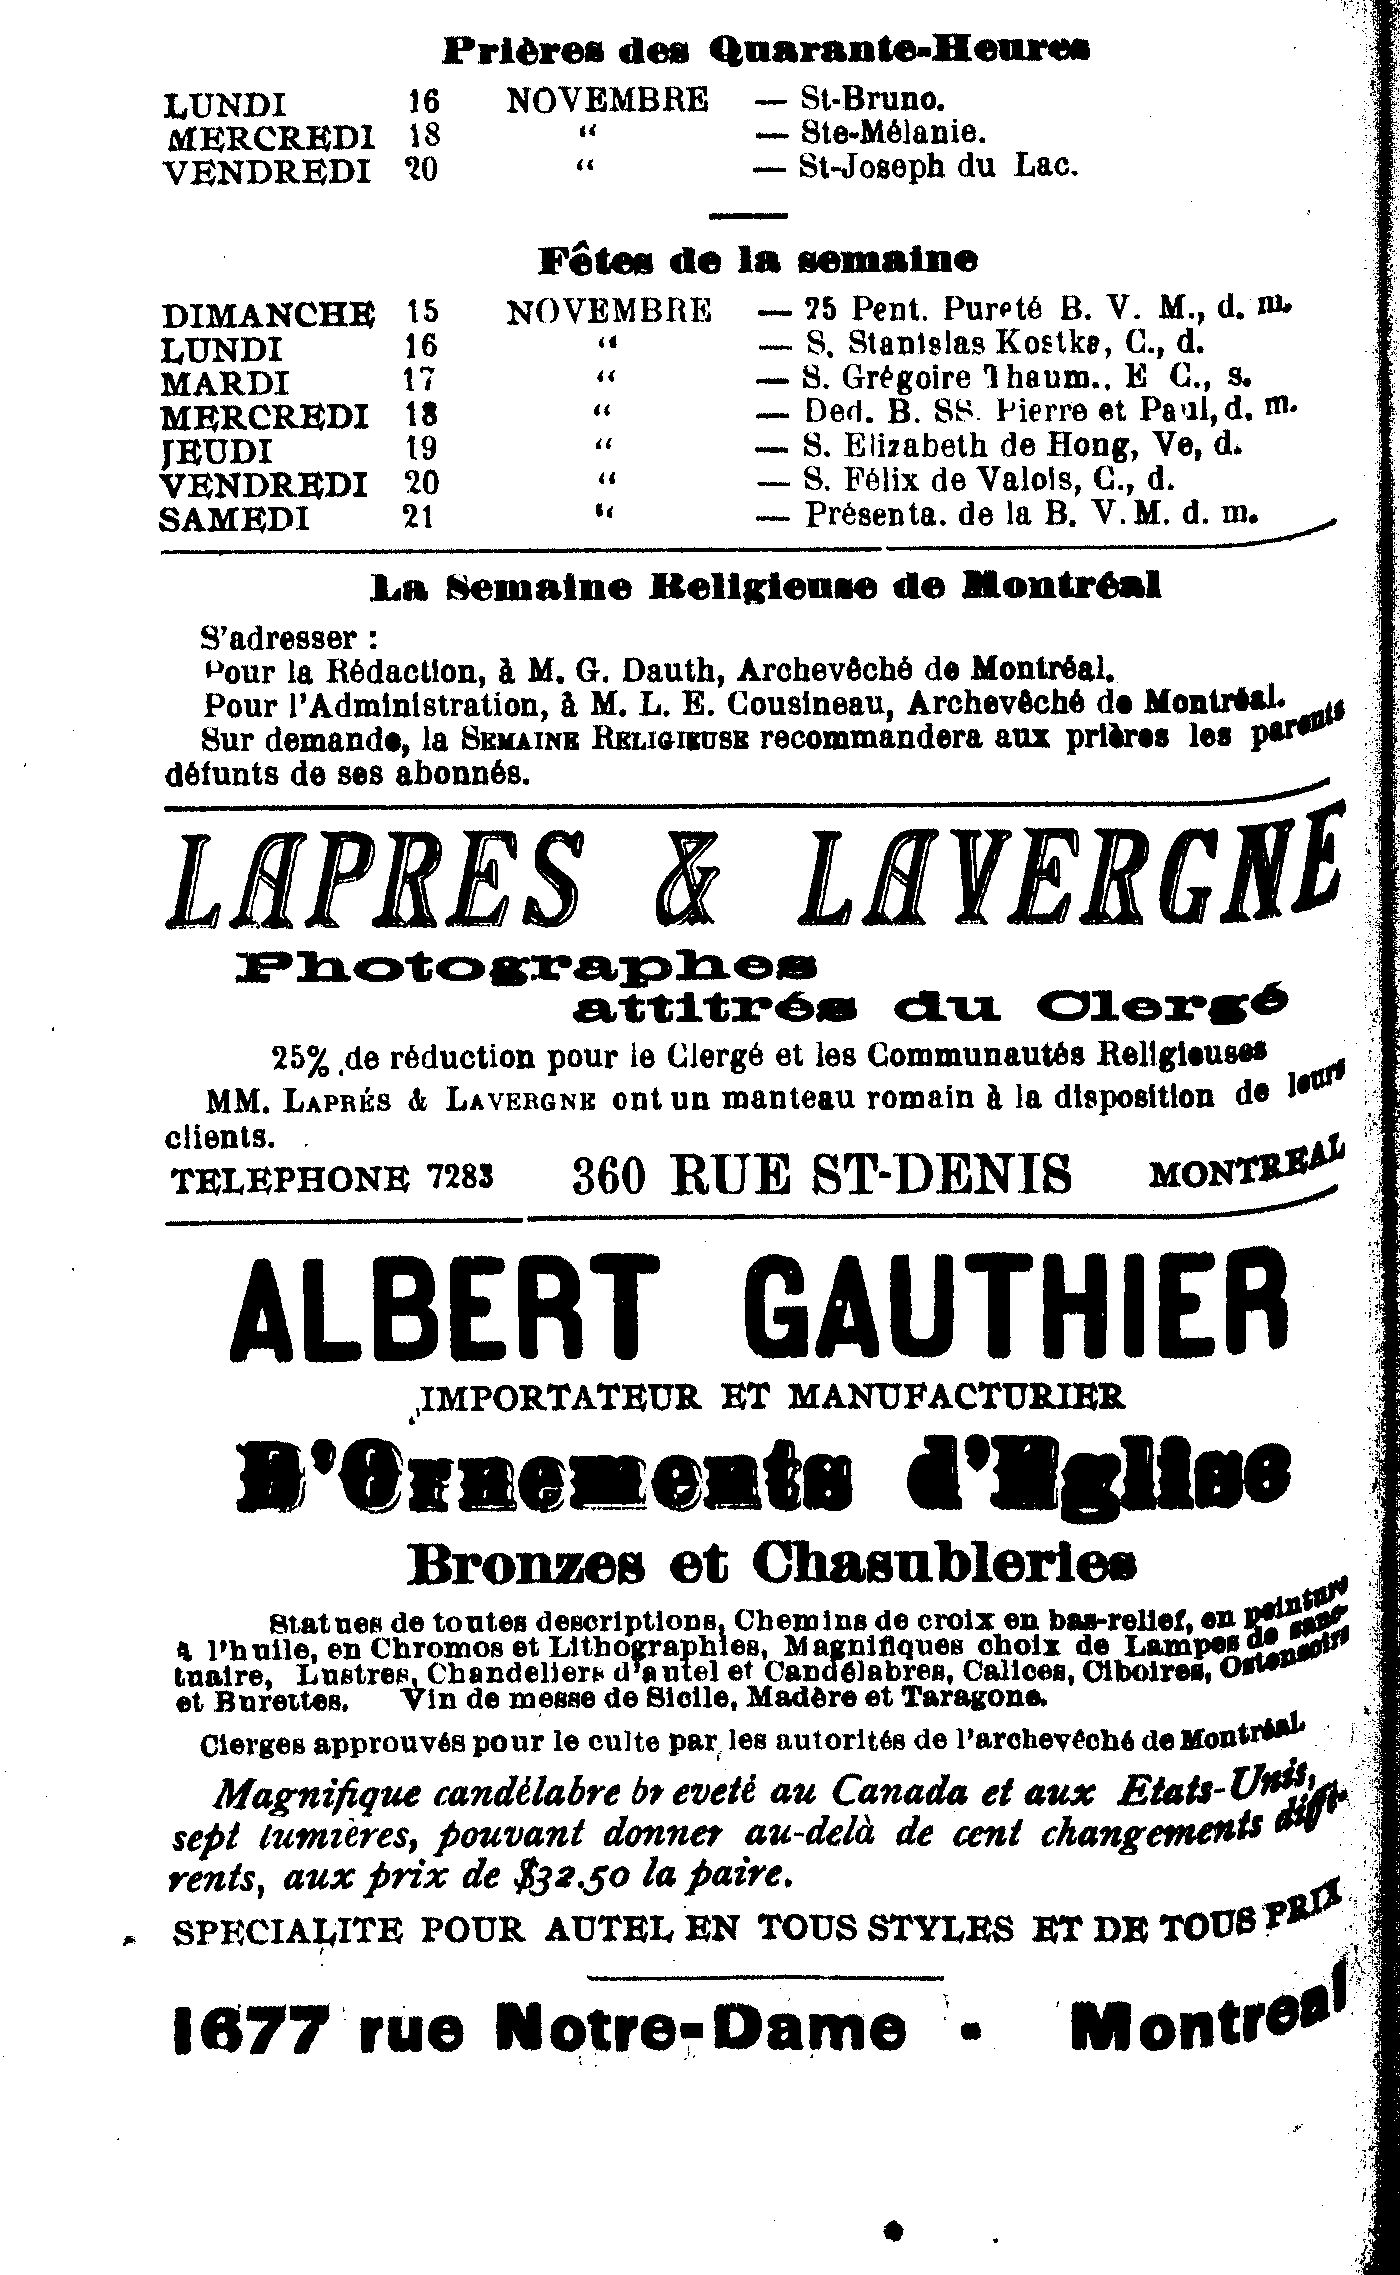 Prières des Quarante-Heures
LUNDI 16 NOVEMBRE — St-Bruno.
MERCREDI 18 “ — Ste-Mélanie.
VENDREDI 20 “ — St-Joseph du Lac.
Fêtes de la semaine
DIMANCHE 15 NOVEMBRE — 25 Pent. Pureté B. V. M., d. m.
LUNDI 16 “ — S. Stanislas Kostka, C., d.
MARDI 17 “ — S. Grégoire Thaum., E C., s.
MERCREDI 18 “ — Ded. B. SS. Pierre et Paul, d. m.
JEUDI 19 “ — S. Elizabeth de Hong, Ve, d.
VENDREDI 20 “ — S. Félix de Valois, C., d.
SAMEDI 21 “ — Présenta. de la B. V. M. d. m.
La Semaine Religieuse de Montréal
S'adresser :
Pour la Rédaction, à M. G. Dauth, Archevêché de Montréal.
Pour l'Administration, à M. L. E. Cousineau, Archevêché de Montréal.
Sur demande, la SEMAINE RELIGIEUSE recommandera aux prières les parents
défunts de ses abonnés.
LAPRES & LAVERGNE
Photographes
attitrés du Clergé
25% de réduction pour le Clergé et les Communautés Religieuses
MM. LAPRÉS & LAVERGNE ont un manteau romain à la disposition de leurs
clients.
TELEPHONE 7283 360 RUE ST-DENIS MONTREAL
ALBERT GAUTHIER
IMPORTATEUR ET MANUFACTURIER
D'Ornements d'Eglise
Bronzes et Chasubleries
Statues de toutes descriptions, Chemins de croix en bas-relief, en peinture
à l'huile, en Chromos et Lithographies, Magnifiques choix de Lampes de sanc-
tuaire, Lustres, Chandeliers d'autel et Candélabres, Calices, Ciboires, Ostensoirs
et Burettes. Vin de messe de Sicile, Madère et Taragone.
Cierges approuvés pour le culte par les autorités de l'archevêché de Montréal
Magnifique candélabre breveté au Canada et aux Etats-Unis,
sept lumières, pouvant donner au-delà de cent changements diffé-
rents, aux prix de $32.50 la paire.
SPECIALITE POUR AUTEL EN TOUS STYLES ET DE TOUS PRIX
1677 rue Notre-Dame - Montreal